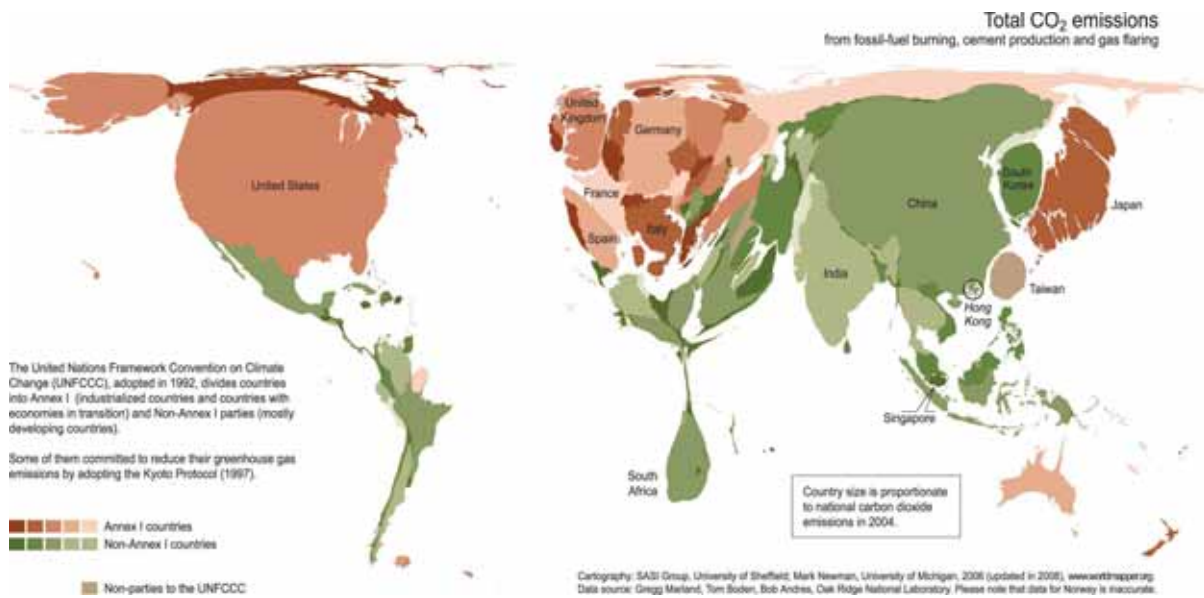 Total CO₂ emissions
from fossil-fuel burning, cement production and gas flaring
United
Kingdom
Germany
United States
France
Spain
Italy
China
South
Korea
Japan
India
Taiwan
Hong
Kong
Singapore
South
Africa
The United Nations Framework Convention on Climate
Change (UNFCCC), adopted in 1992, divides countries
into Annex I (industrialized countries and countries with
economies in transition) and Non-Annex I parties (mostly
developing countries).
Some of them committed to reduce their greenhouse gas
emissions by adopting the Kyoto Protocol (1997).
Annex I countries
Non-Annex I countries
Non-parties to the UNFCCC
Country size is proportionate
to national carbon dioxide
emissions in 2004.
Cartography: SASI Group, University of Sheffield; Mark Newman, University of Michigan, 2006 (updated in 2008), www.worldmapper.org.
Data source: Gregg Marland, Tom Boden, Bob Andres, Oak Ridge National Laboratory. Please note that data for Norway is inaccurate.